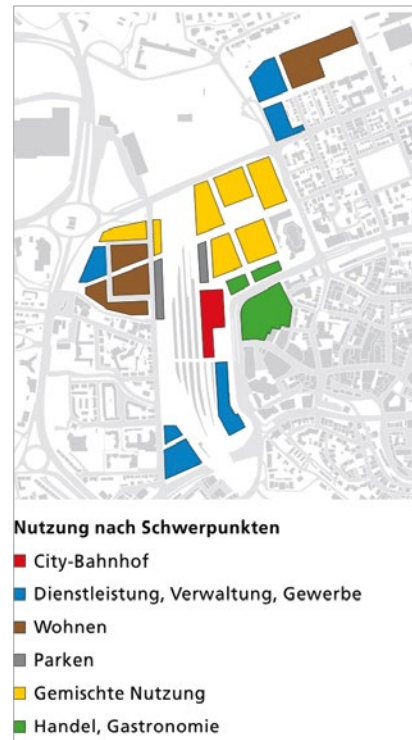 Nutzung nach Schwerpunkten
City-Bahnhof
Dienstleistung, Verwaltung, Gewerbe
Wohnen
Parken
Gemischte Nutzung
Handel, Gastronomie